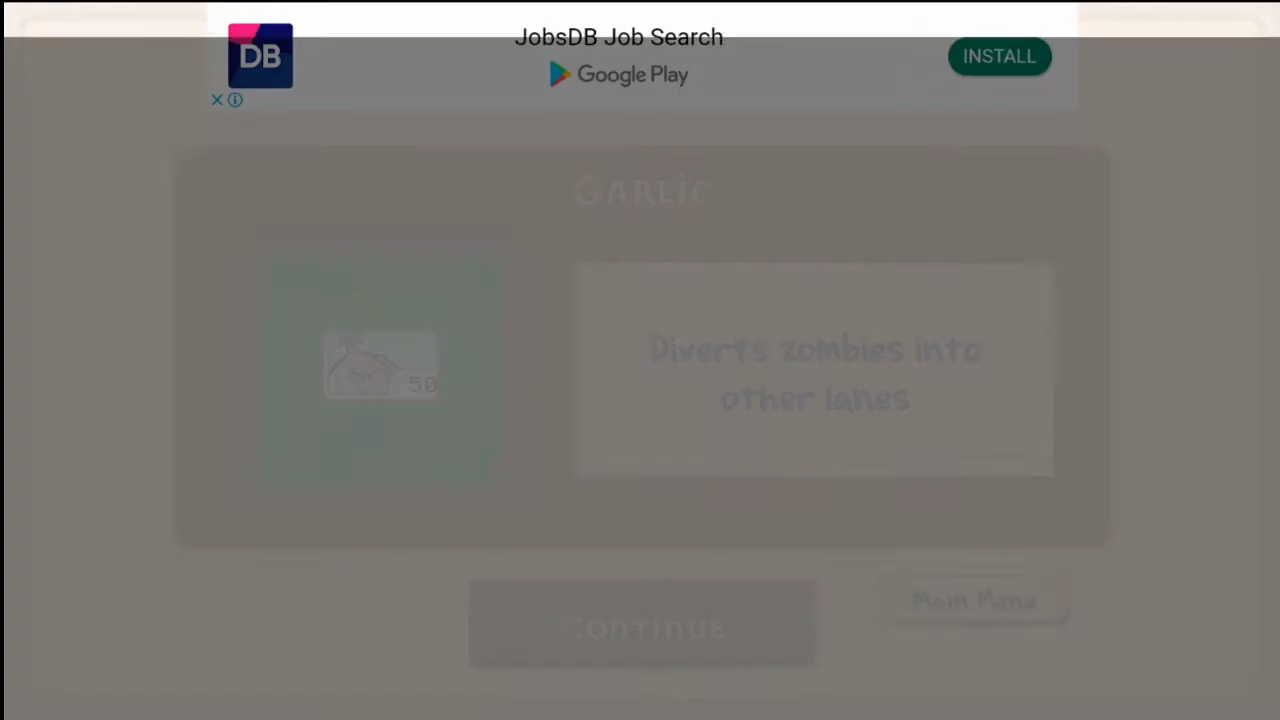 DB
JobsDB Job Search
Google Play
INSTALL
GARLIC
50
Diverts zombies into
other lanes
CONTINUE
Main Menu